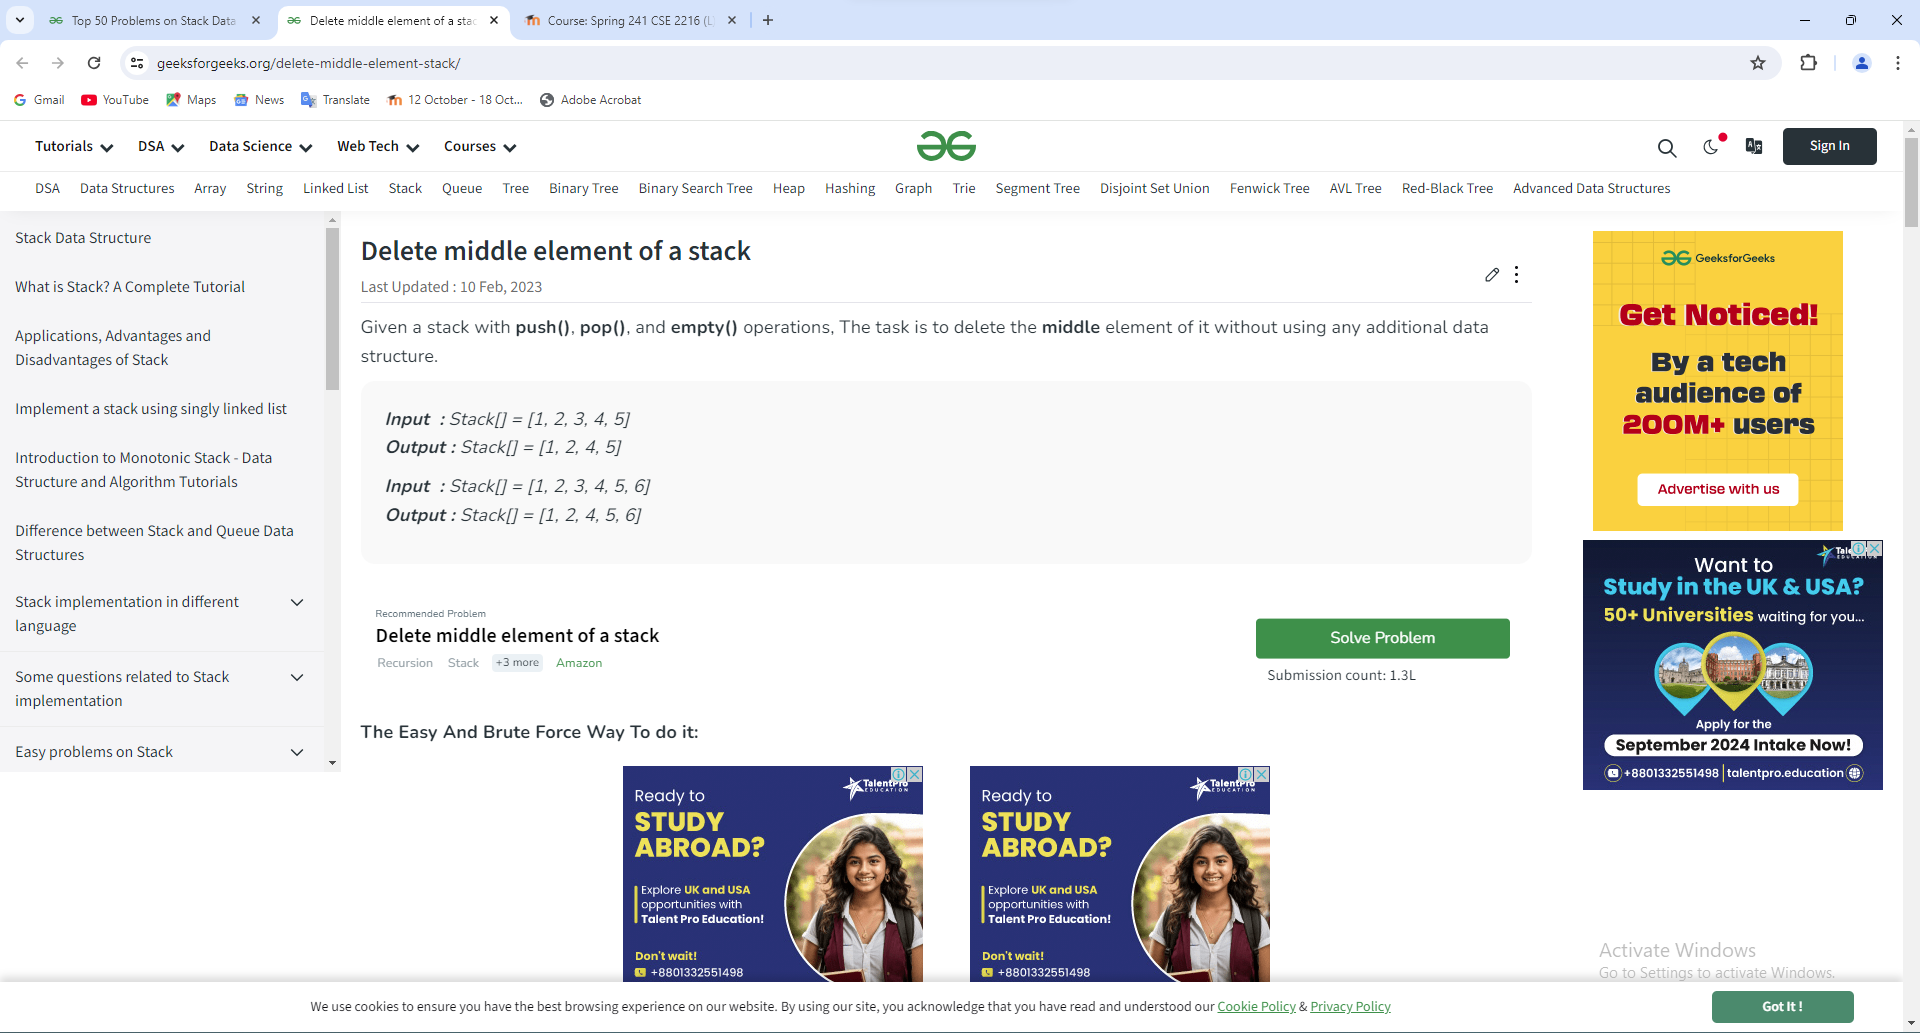 Top 50 Problems on Stack Data
Delete middle element of a stac
Course: Spring 241 CSE 2216 (L
geeksforgeeks.org/delete-middle-element-stack/
Gmail YouTube Maps News Translate 12 October - 18 Oct... Adobe Acrobat
Tutorials DSA Data Science Web Tech Courses
Sign In
DSA Data Structures Array String Linked List Stack Queue Tree Binary Tree Binary Search Tree Heap Hashing Graph Trie Segment Tree Disjoint Set Union Fenwick Tree AVL Tree Red-Black Tree Advanced Data Structures
Stack Data Structure
What is Stack? A Complete Tutorial
Applications, Advantages and
Disadvantages of Stack
Implement a stack using singly linked list
Introduction to Monotonic Stack - Data
Structure and Algorithm Tutorials
Difference between Stack and Queue Data
Structures
Stack implementation in different
language
Some questions related to Stack
implementation
Easy problems on Stack
Delete middle element of a stack
Last Updated : 10 Feb, 2023
Given a stack with push(), pop(), and empty() operations, The task is to delete the middle element of it without using any additional data
structure.
Input : Stack[] = [1, 2, 3, 4, 5]
Output : Stack[] = [1, 2, 4, 5]
Input : Stack[] = [1, 2, 3, 4, 5, 6]
Output : Stack[] = [1, 2, 4, 5, 6]
Recommended Problem
Delete middle element of a stack
Recursion Stack +3 more Amazon
Solve Problem
Submission count: 1.3L
The Easy And Brute Force Way To do it:
TalentPro
EDUCATION
Ready to
STUDY
ABROAD?
Explore UK and USA
opportunities with
Talent Pro Education!
Don't wait!
+8801332551498
TalentPro
EDUCATION
Ready to
STUDY
ABROAD?
Explore UK and USA
opportunities with
Talent Pro Education!
Don't wait!
+8801332551498
GeeksforGeeks
Get Noticed!
By a tech
audience of
200M+ users
Advertise with us
Want to
Study in the UK & USA?
50+ Universities waiting for you...
Apply for the
September 2024 Intake Now!
+8801332551498 | talentpro.education
Activate Windows
Go to Settings to activate Windows.
We use cookies to ensure you have the best browsing experience on our website. By using our site, you acknowledge that you have read and understood our Cookie Policy & Privacy Policy
Got It !